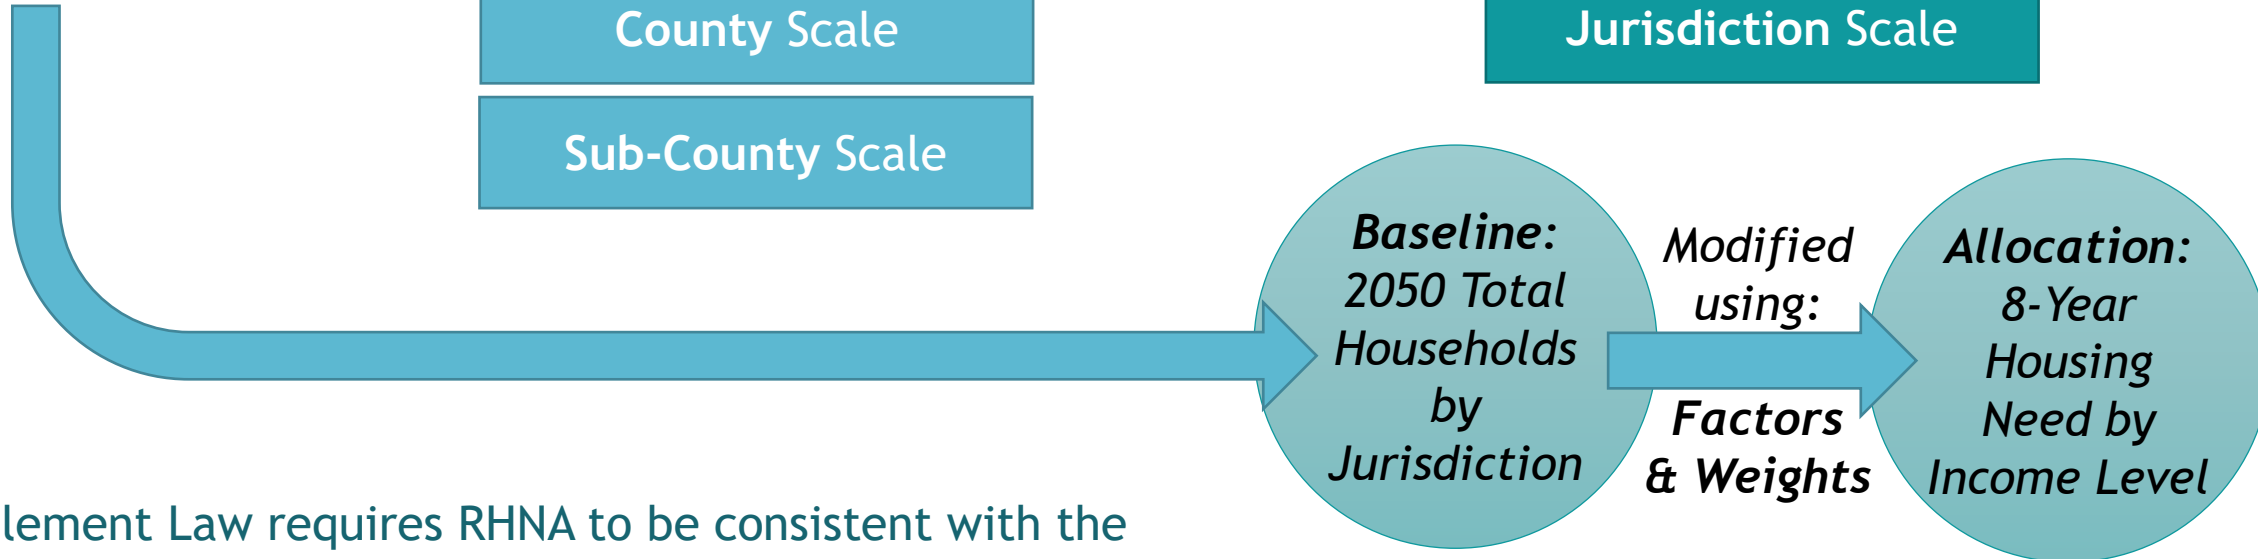 County Scale
Sub-County Scale
Jurisdiction Scale
Baseline:
2050 Total
Households
by
Jurisdiction
Modified
using:
Factors
& Weights
Allocation:
8-Year
Housing
Need by
Income Level
lement Law requires RHNA to be consistent with the